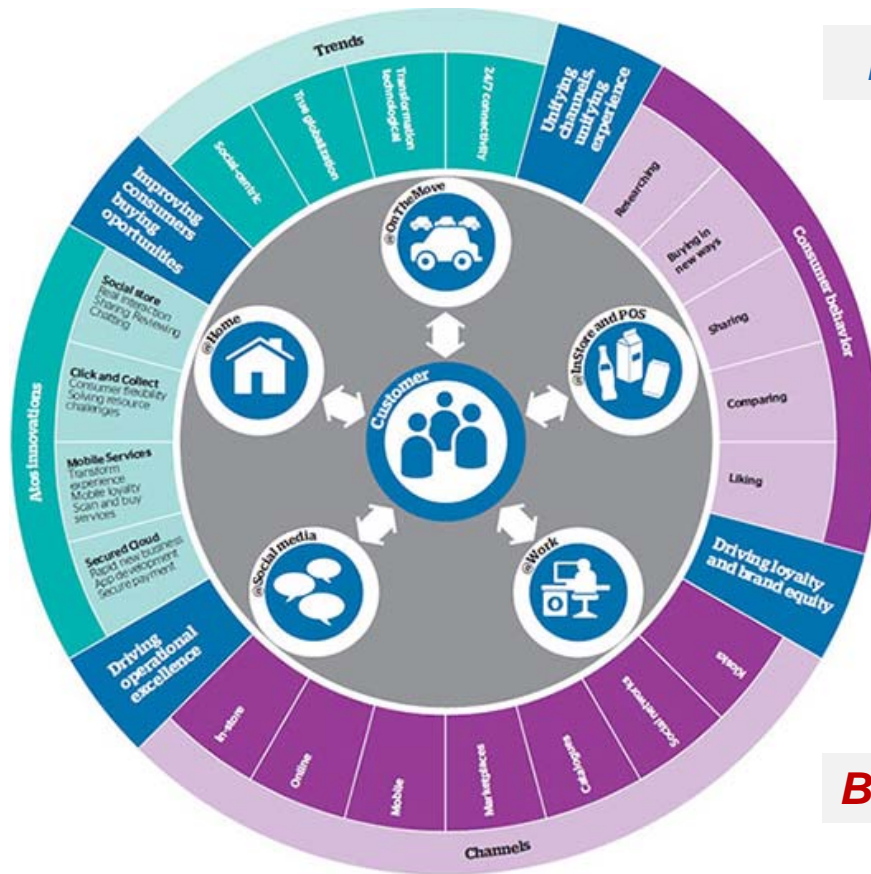 Trends
Social-centric
True globalization
Transformation
technological
24/7 connectivity
Unifying
channels,
unifying
experience
Consumer behavior
Researching
Buying in
new ways
Sharing
Comparing
Liking
Driving loyalty
and brand equity
Channels
Kiosks
Social networks
Catalogues
Marketplaces
Mobile
Online
In-store
Driving
operational
excellence
Atos innovations
Secured Cloud
Rapid new business
App development
Secure payment
Mobile Services
Transform
experience
Mobile loyalty
Scan and buy
services
Click and Collect
Consumer flexibility
Solving resource
challenges
Social store
Real interaction
Sharing Reviewing
Chatting
Improving
consumers
buying
oportunities
@OnTheMove
@InStore and POS
@Work
@Social media
@Home
Customer
B